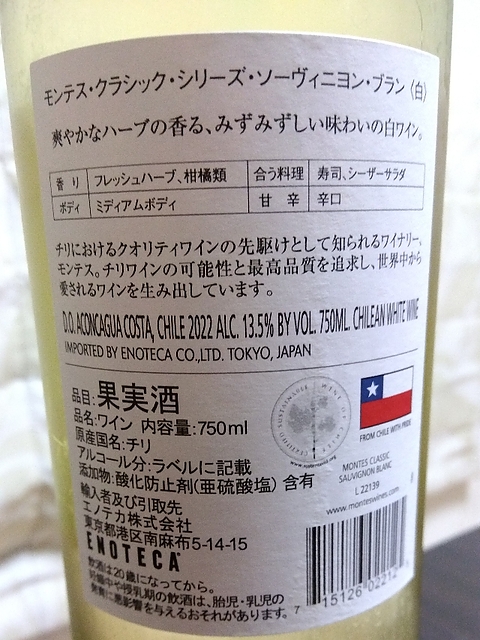 モンテス・クラシック・シリーズ・ソーヴィニヨン・ブラン〈白〉
爽やかなハーブの香る、みずみずしい味わいの白ワイン。
香り フレッシュハーブ、柑橘類 合う料理 寿司、シーザーサラダ
ボディ ミディアムボディ 甘辛 辛口
チリにおけるクオリティワインの先駆けとして知られるワイナリー、
モンテス。チリワインの可能性と最高品質を追求し、世界中から
愛されるワインを生み出しています。
D.O. ACONCAGUA COSTA, CHILE 2022 ALC. 13.5% BY VOL. 750ML. CHILEAN WHITE WINE
IMPORTED BY ENOTECA CO.,LTD. TOKYO, JAPAN
品目:果実酒
品名:ワイン 内容量:750ml
原産国名:チリ
アルコール分:ラベルに記載
添加物:酸化防止剤(亜硫酸塩)含有
輸入者及び引取先
エノテカ株式会社
東京都港区南麻布5-14-15
ENOTECA
飲酒は20歳になってから。
妊娠中や授乳期の飲酒は、胎児・乳児の
発育に悪影響を与えるおそれがあります。
FROM CHILE WITH PRIDE
MONTES CLASSIC
SAUVIGNON BLANC
L 22139
www.monteswines.com
7 15126 02212